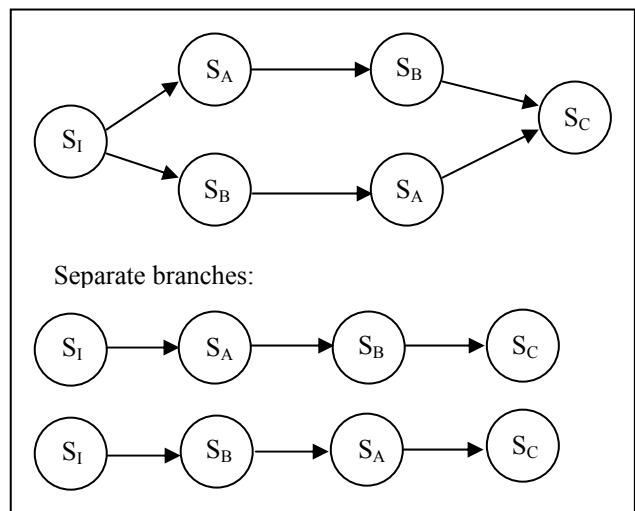 S_A S_B
S_I S_C
S_B S_A
Separate branches:
S_I S_A S_B S_C
S_I S_B S_A S_C